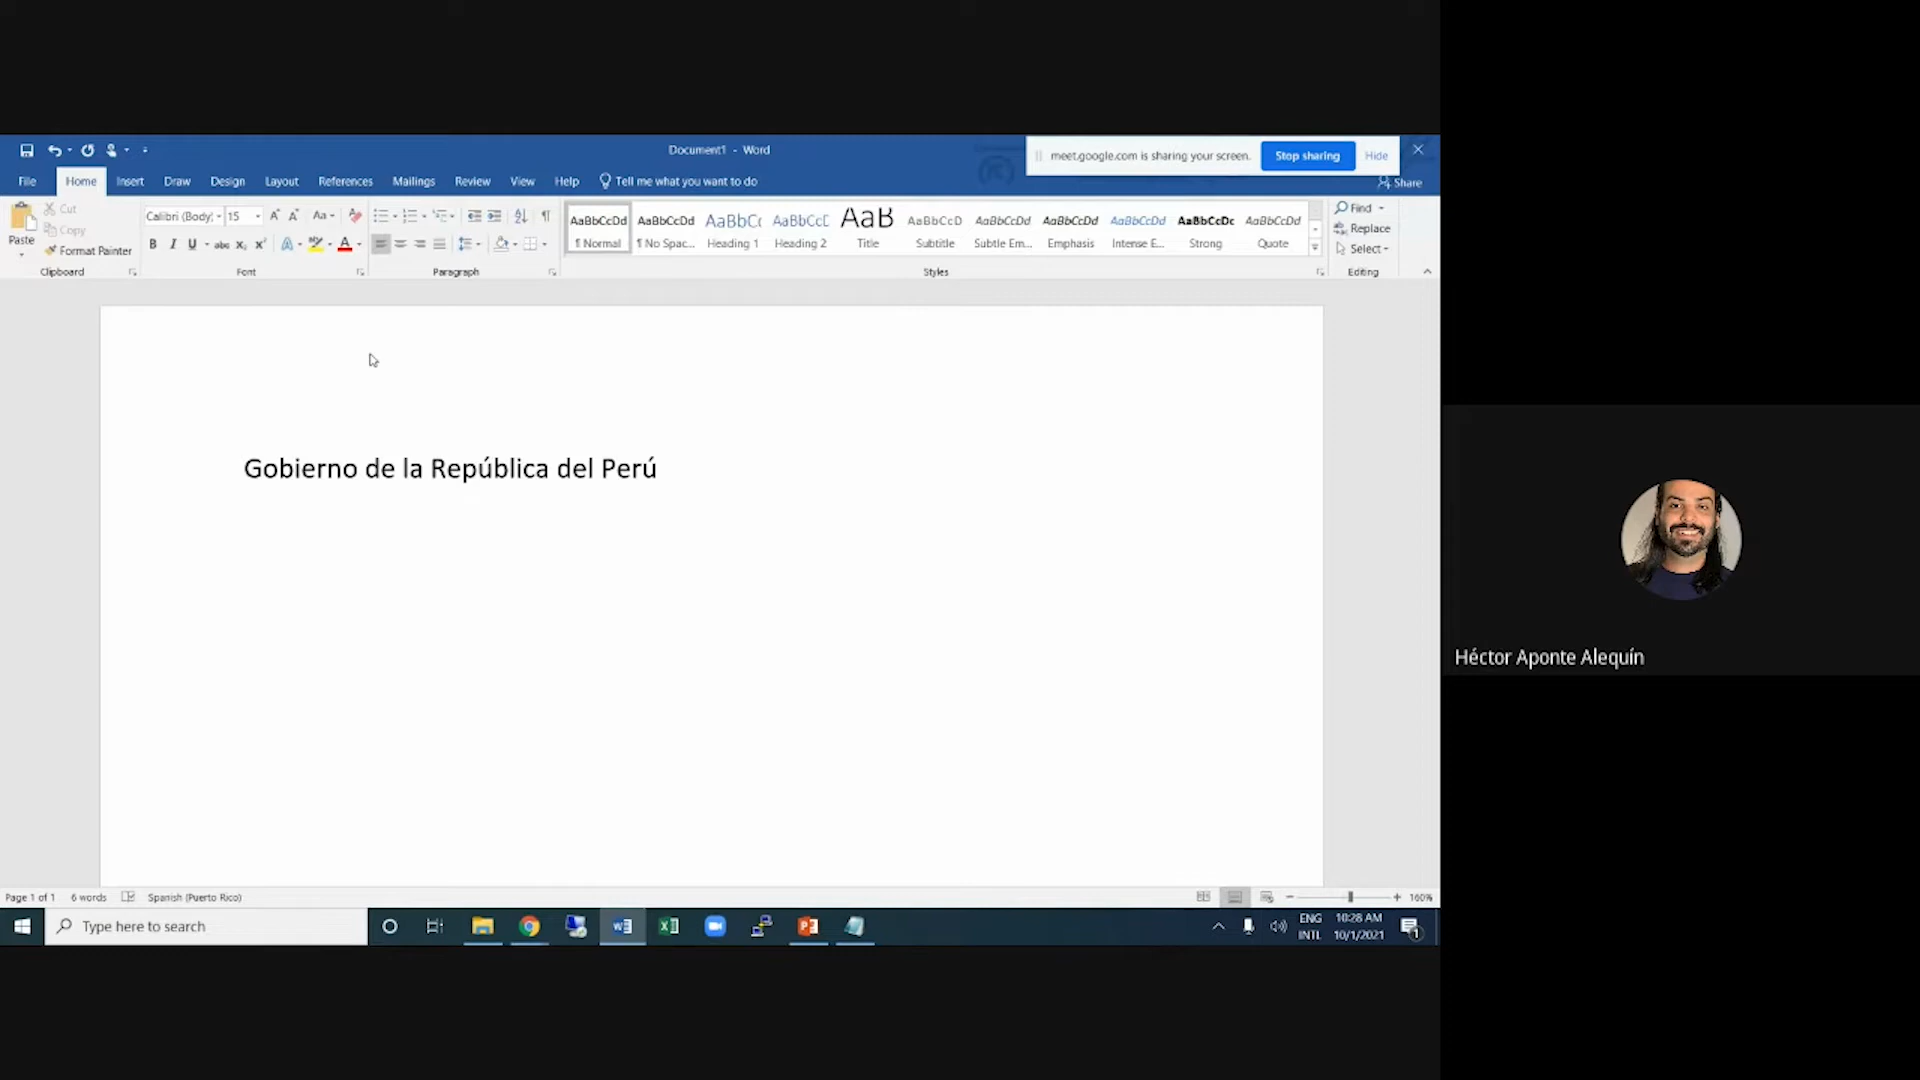 Document1 - Word
meet.google.com is sharing your screen. Stop sharing Hide
File Home Insert Draw Design Layout References Mailings Review View Help Tell me what you want to do Share
Cut
Copy
Paste
Format Painter
Clipboard
Calibri (Body) 15
Font
Paragraph
AaBbCcDd AaBbCcDd AaBbCc AaBbCcC AaB AaBbCcD AaBbCcDd AaBbCcDd AaBbCcDd AaBbCcDc AaBbCcDd
¶ Normal ¶ No Spac... Heading 1 Heading 2 Title Subtitle Subtle Em... Emphasis Intense E... Strong Quote
Styles
Find
Replace
Select
Editing
Gobierno de la República del Perú
Héctor Aponte Alequín
Page 1 of 1 6 words Spanish (Puerto Rico) 160%
Type here to search
ENG
INTL
10:28 AM
10/1/2021
1